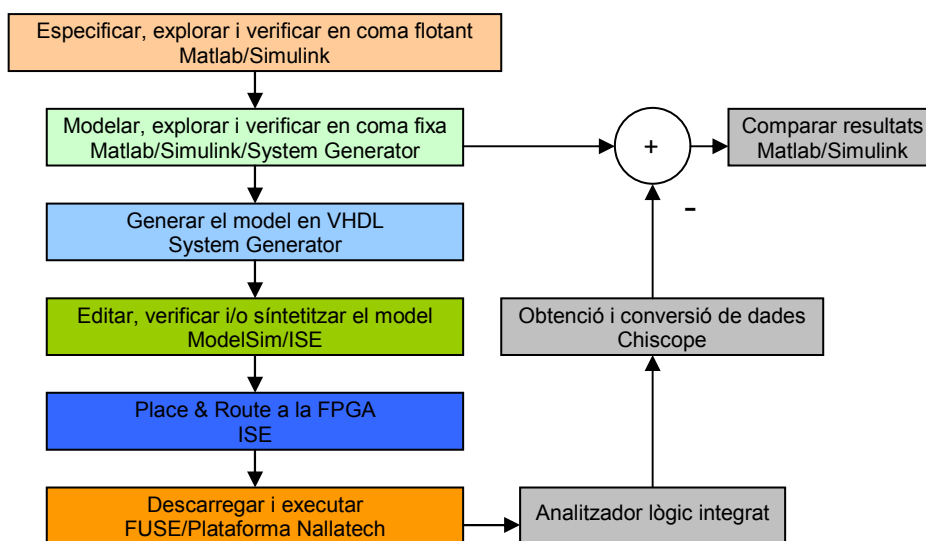 Especificar, explorar i verificar en coma flotant
Matlab/Simulink
Modelar, explorar i verificar en coma fixa
Matlab/Simulink/System Generator
+
Comparar resultats
Matlab/Simulink
-
Generar el model en VHDL
System Generator
Editar, verificar i/o síntetitzar el model
ModelSim/ISE
Obtenció i conversió de dades
Chiscope
Place & Route a la FPGA
ISE
Descarregar i executar
FUSE/Plataforma Nallatech
Analitzador lògic integrat